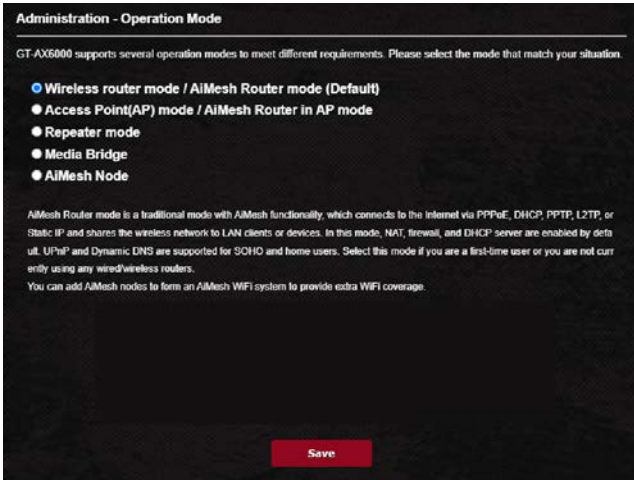 Administration - Operation Mode
GT-AX6000 supports several operation modes to meet different requirements. Please select the mode that match your situation.
Wireless router mode / AiMesh Router mode (Default)
Access Point(AP) mode / AiMesh Router in AP mode
Repeater mode
Media Bridge
AiMesh Node
AiMesh Router mode is a traditional mode with AiMesh functionality, which connects to the Internet via PPPoE, DHCP, PPTP, L2TP, or
Static IP and shares the wireless network to LAN clients or devices. In this mode, NAT, firewall, and DHCP server are enabled by defa
ult. UPnP and Dynamic DNS are supported for SOHO and home users. Select this mode if you are a first-time user or you are not curr
ently using any wired/wireless routers.
You can add AiMesh nodes to form an AiMesh WiFi system to provide extra WiFi coverage.
Save